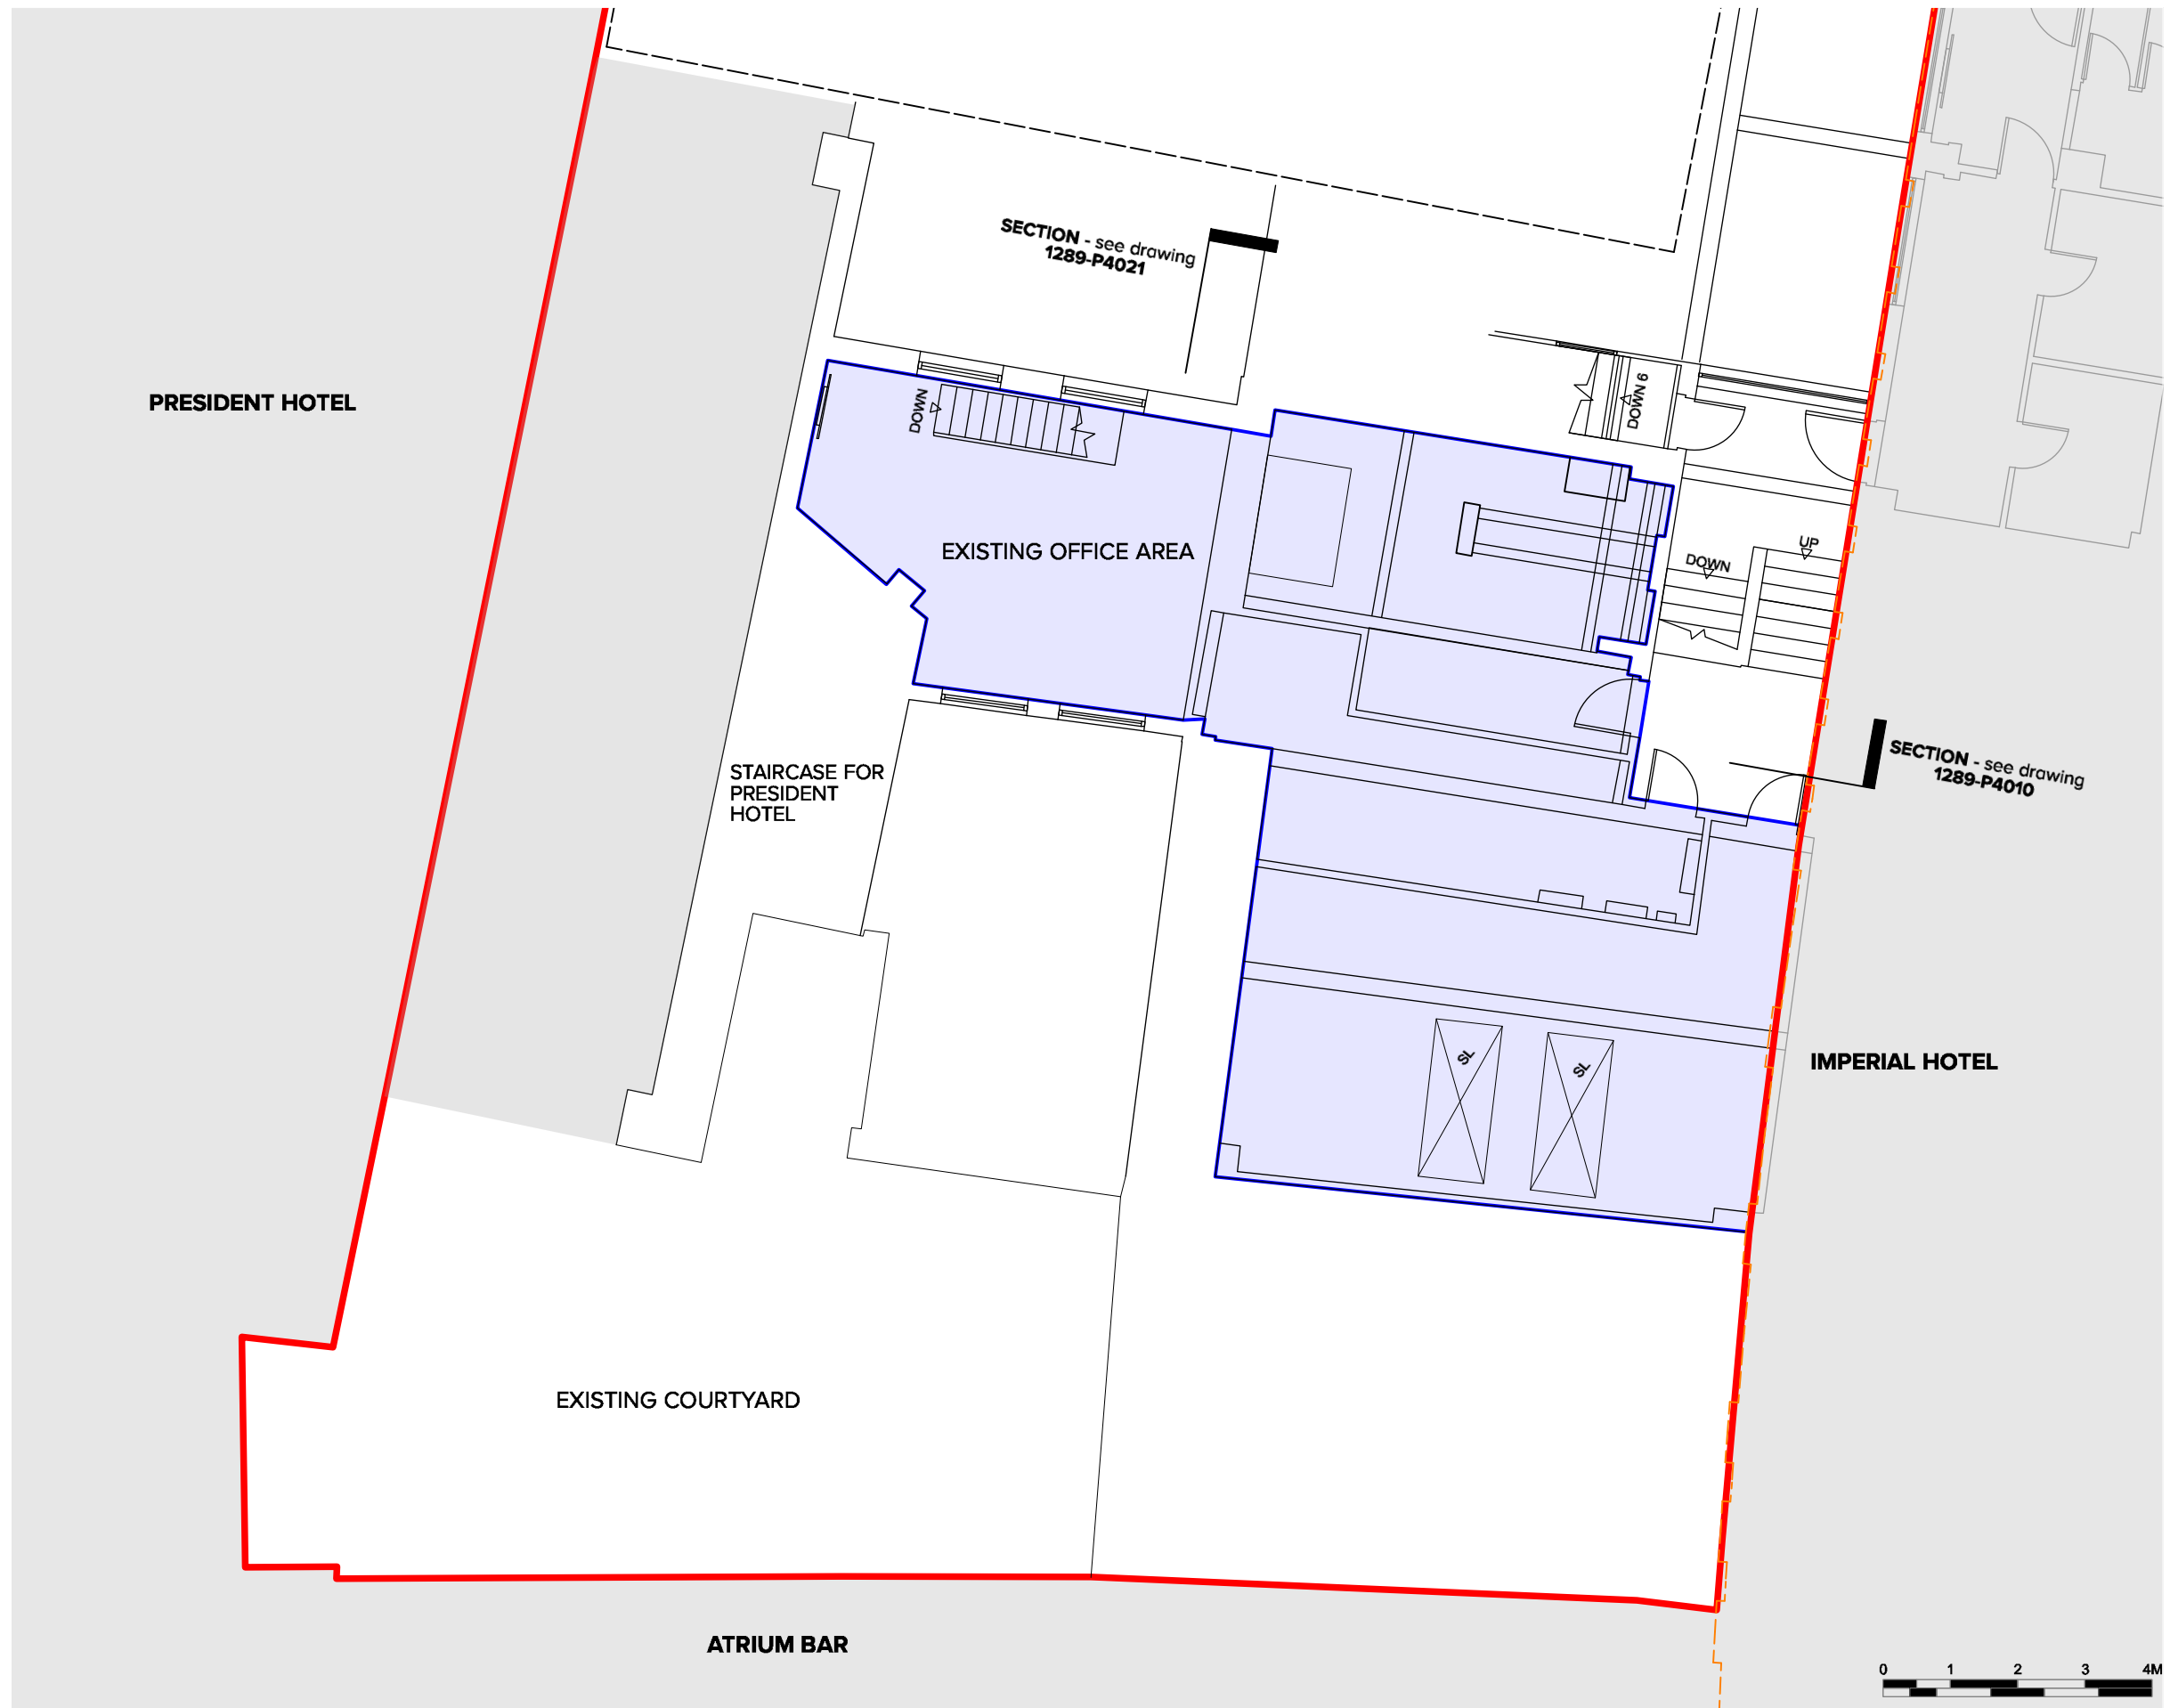 SECTION - see drawing
1289-P4021
PRESIDENT HOTEL
DOWN
DOWN 6
EXISTING OFFICE AREA
UP
DOWN
STAIRCASE FOR
PRESIDENT
HOTEL
SECTION - see drawing
1289-P4010
SL
SL
IMPERIAL HOTEL
EXISTING COURTYARD
ATRIUM BAR
0 1 2 3 4M